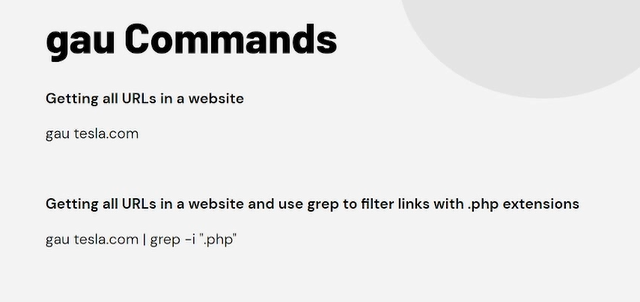 gau Commands
Getting all URLs in a website
gau tesla.com
Getting all URLs in a website and use grep to filter links with .php extensions
gau tesla.com | grep -i ".php"